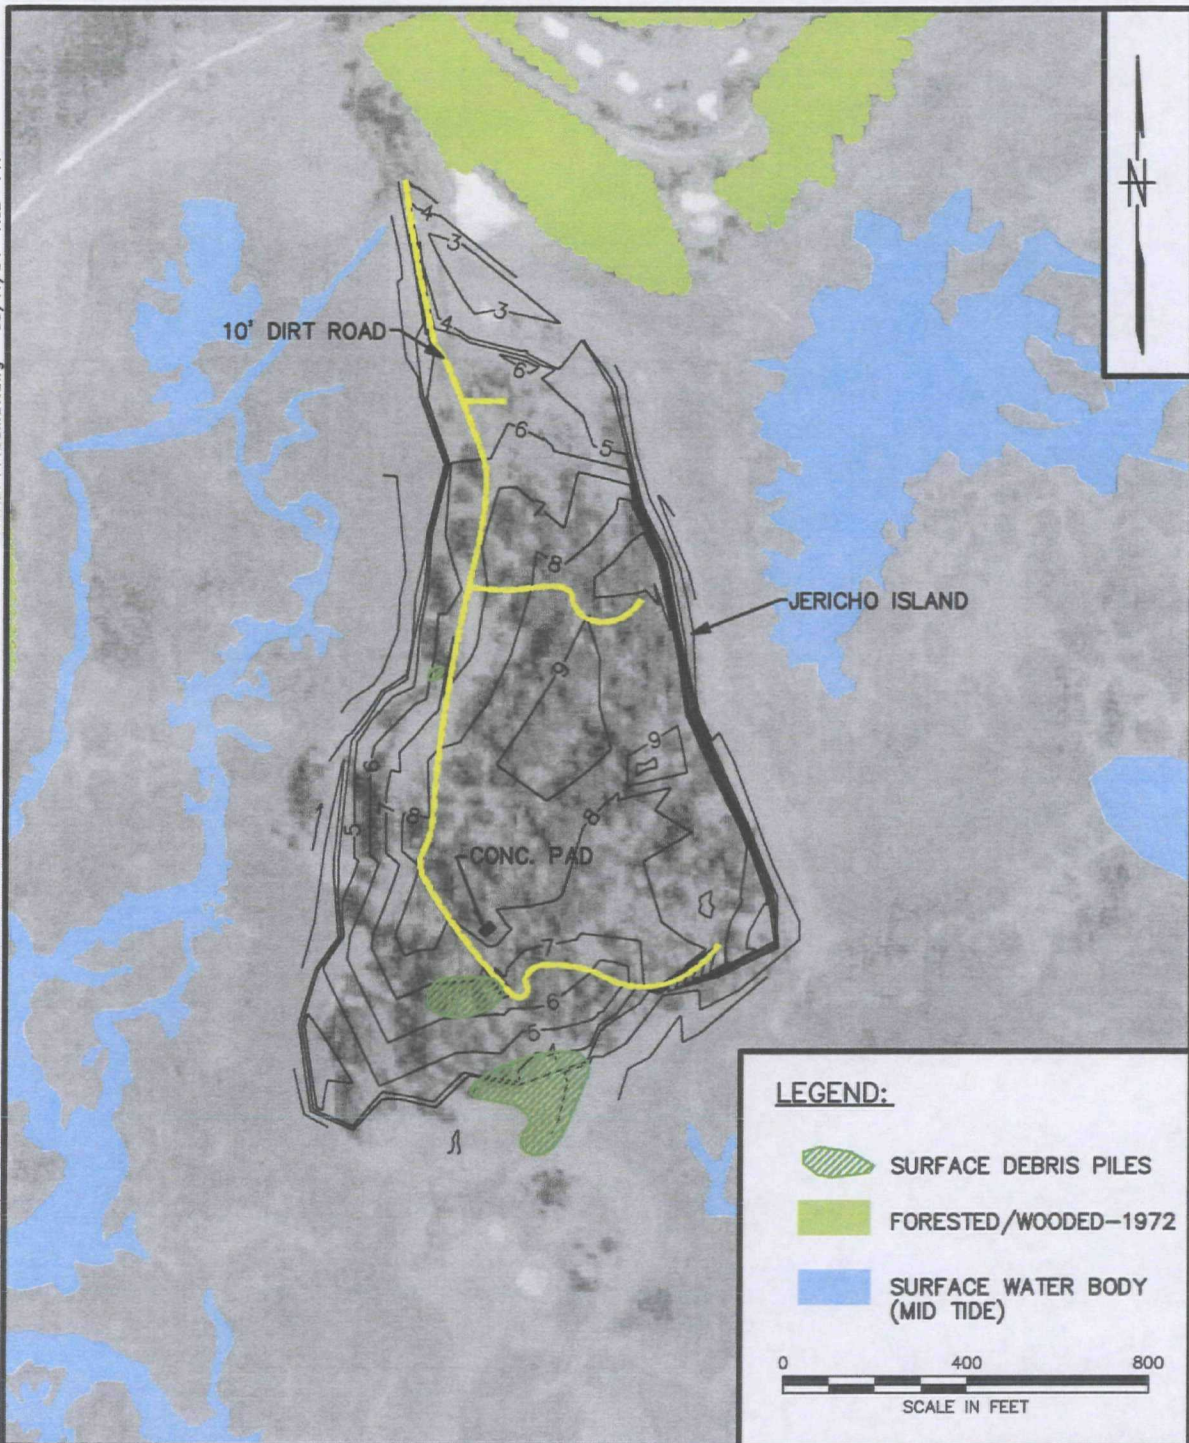 N
4
3
3
4
10' DIRT ROAD
6
6
5
7
8
JERICHO ISLAND
9
9
6
7
8
5
8
CONC. PAD
7
6
5
4
LEGEND:
SURFACE DEBRIS PILES
FORESTED/WOODED-1972
SURFACE WATER BODY
(MID TIDE)
0 400 800
SCALE IN FEET